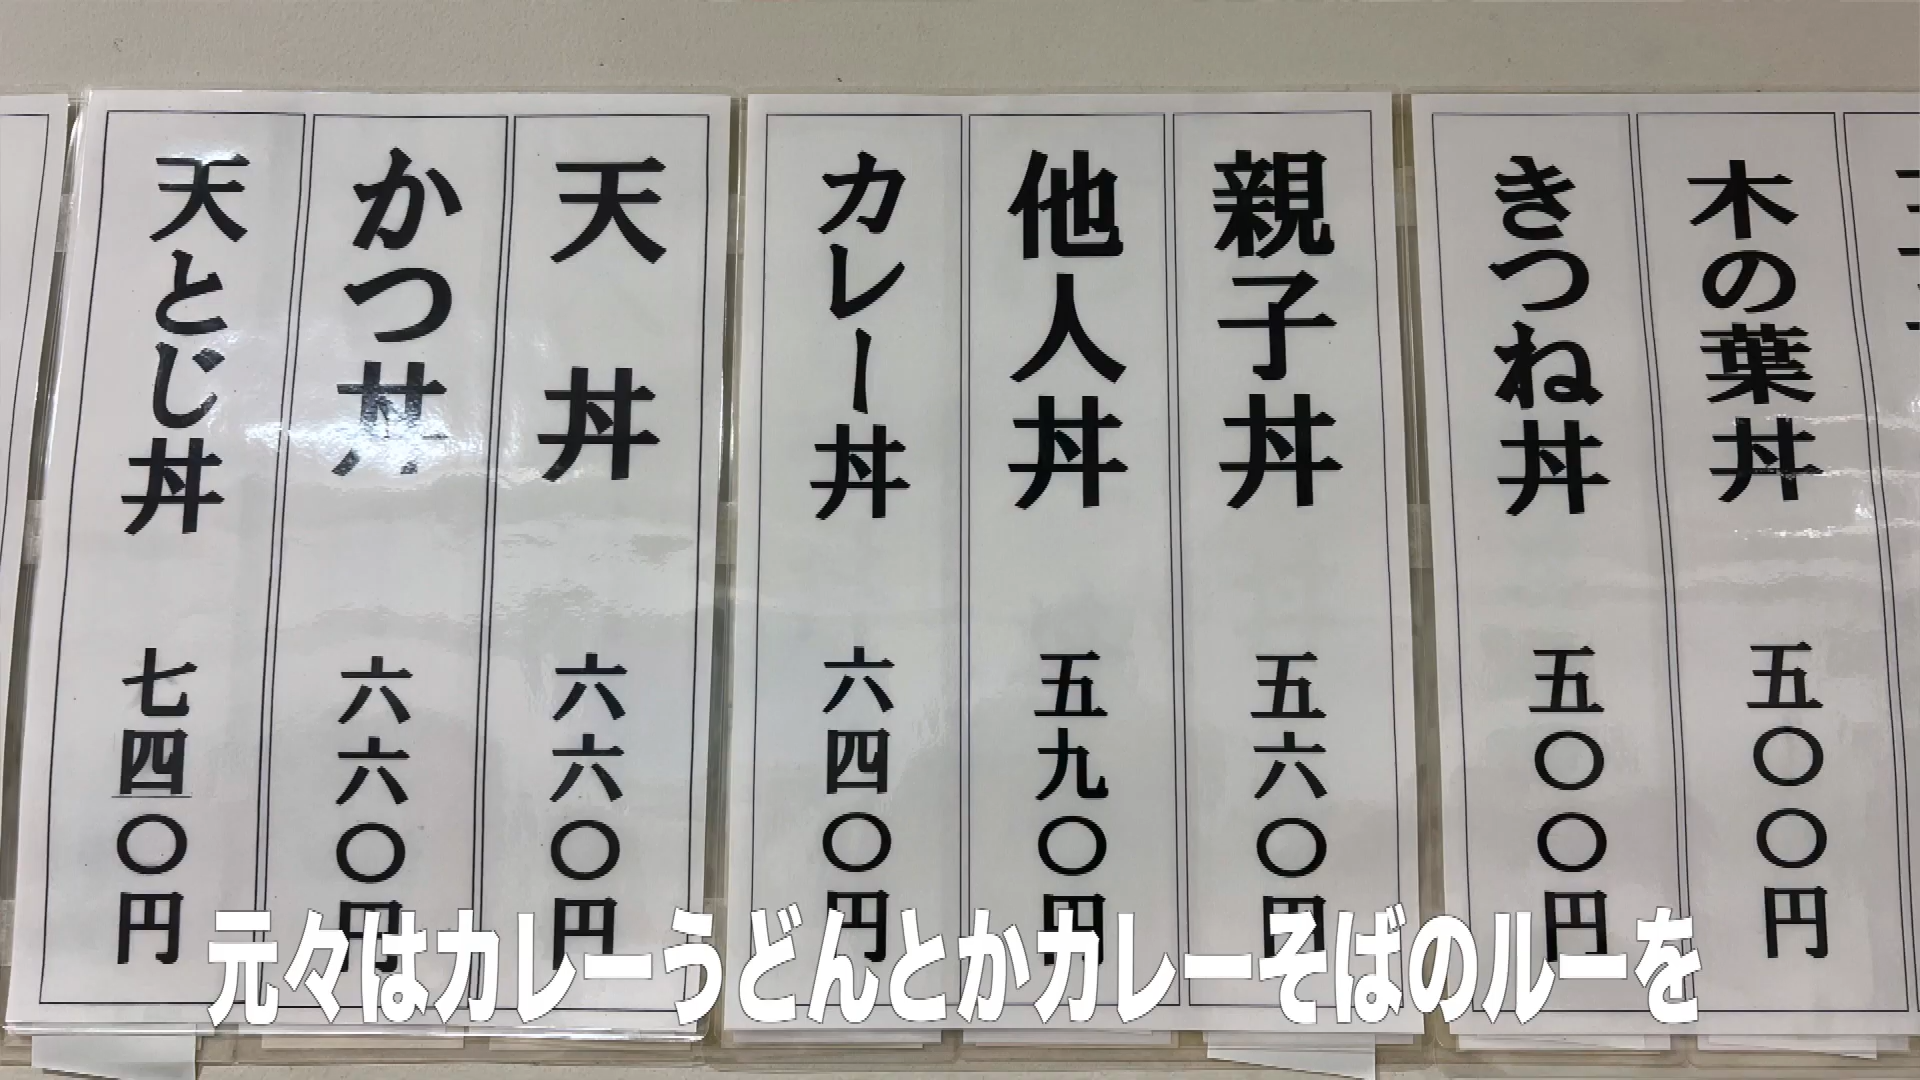 木の葉丼 五〇〇円
きつね丼 五〇〇円
親子丼 五六〇円
他人丼 五九〇円
カレー丼 六四〇円
天丼 六六〇円
かつ丼 六六〇円
天とじ丼 七四〇円
元々はカレーうどんとかカレーそばのルーを